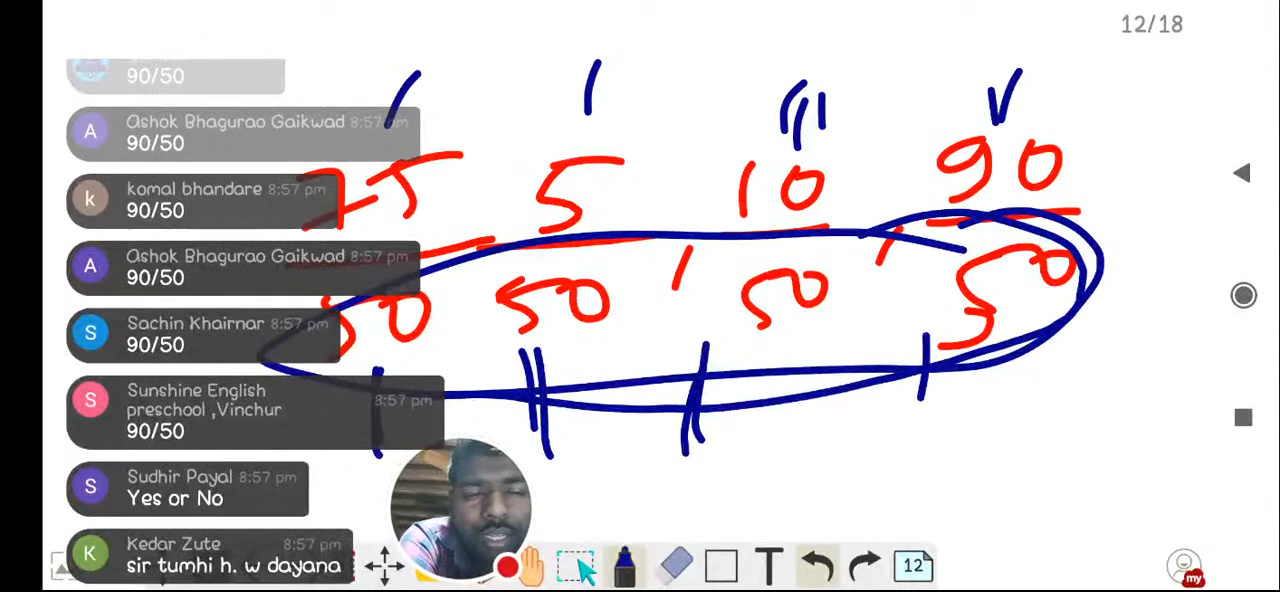 12/18
90/50
Ashok Bhagurao Gaikwad 8:57 pm
90/50
komal bhandare 8:57 pm
90/50
Ashok Bhagurao Gaikwad 8:57 pm
90/50
Sachin Khairnar 8:57 pm
90/50
Sunshine English
preschool ,Vinchur 8:57 pm
90/50
Sudhir Payal 8:57 pm
Yes or No
Kedar Zute 8:57 pm
sir tumhi h. w dayana
5 10 90
50 50 50 50
T 12
my